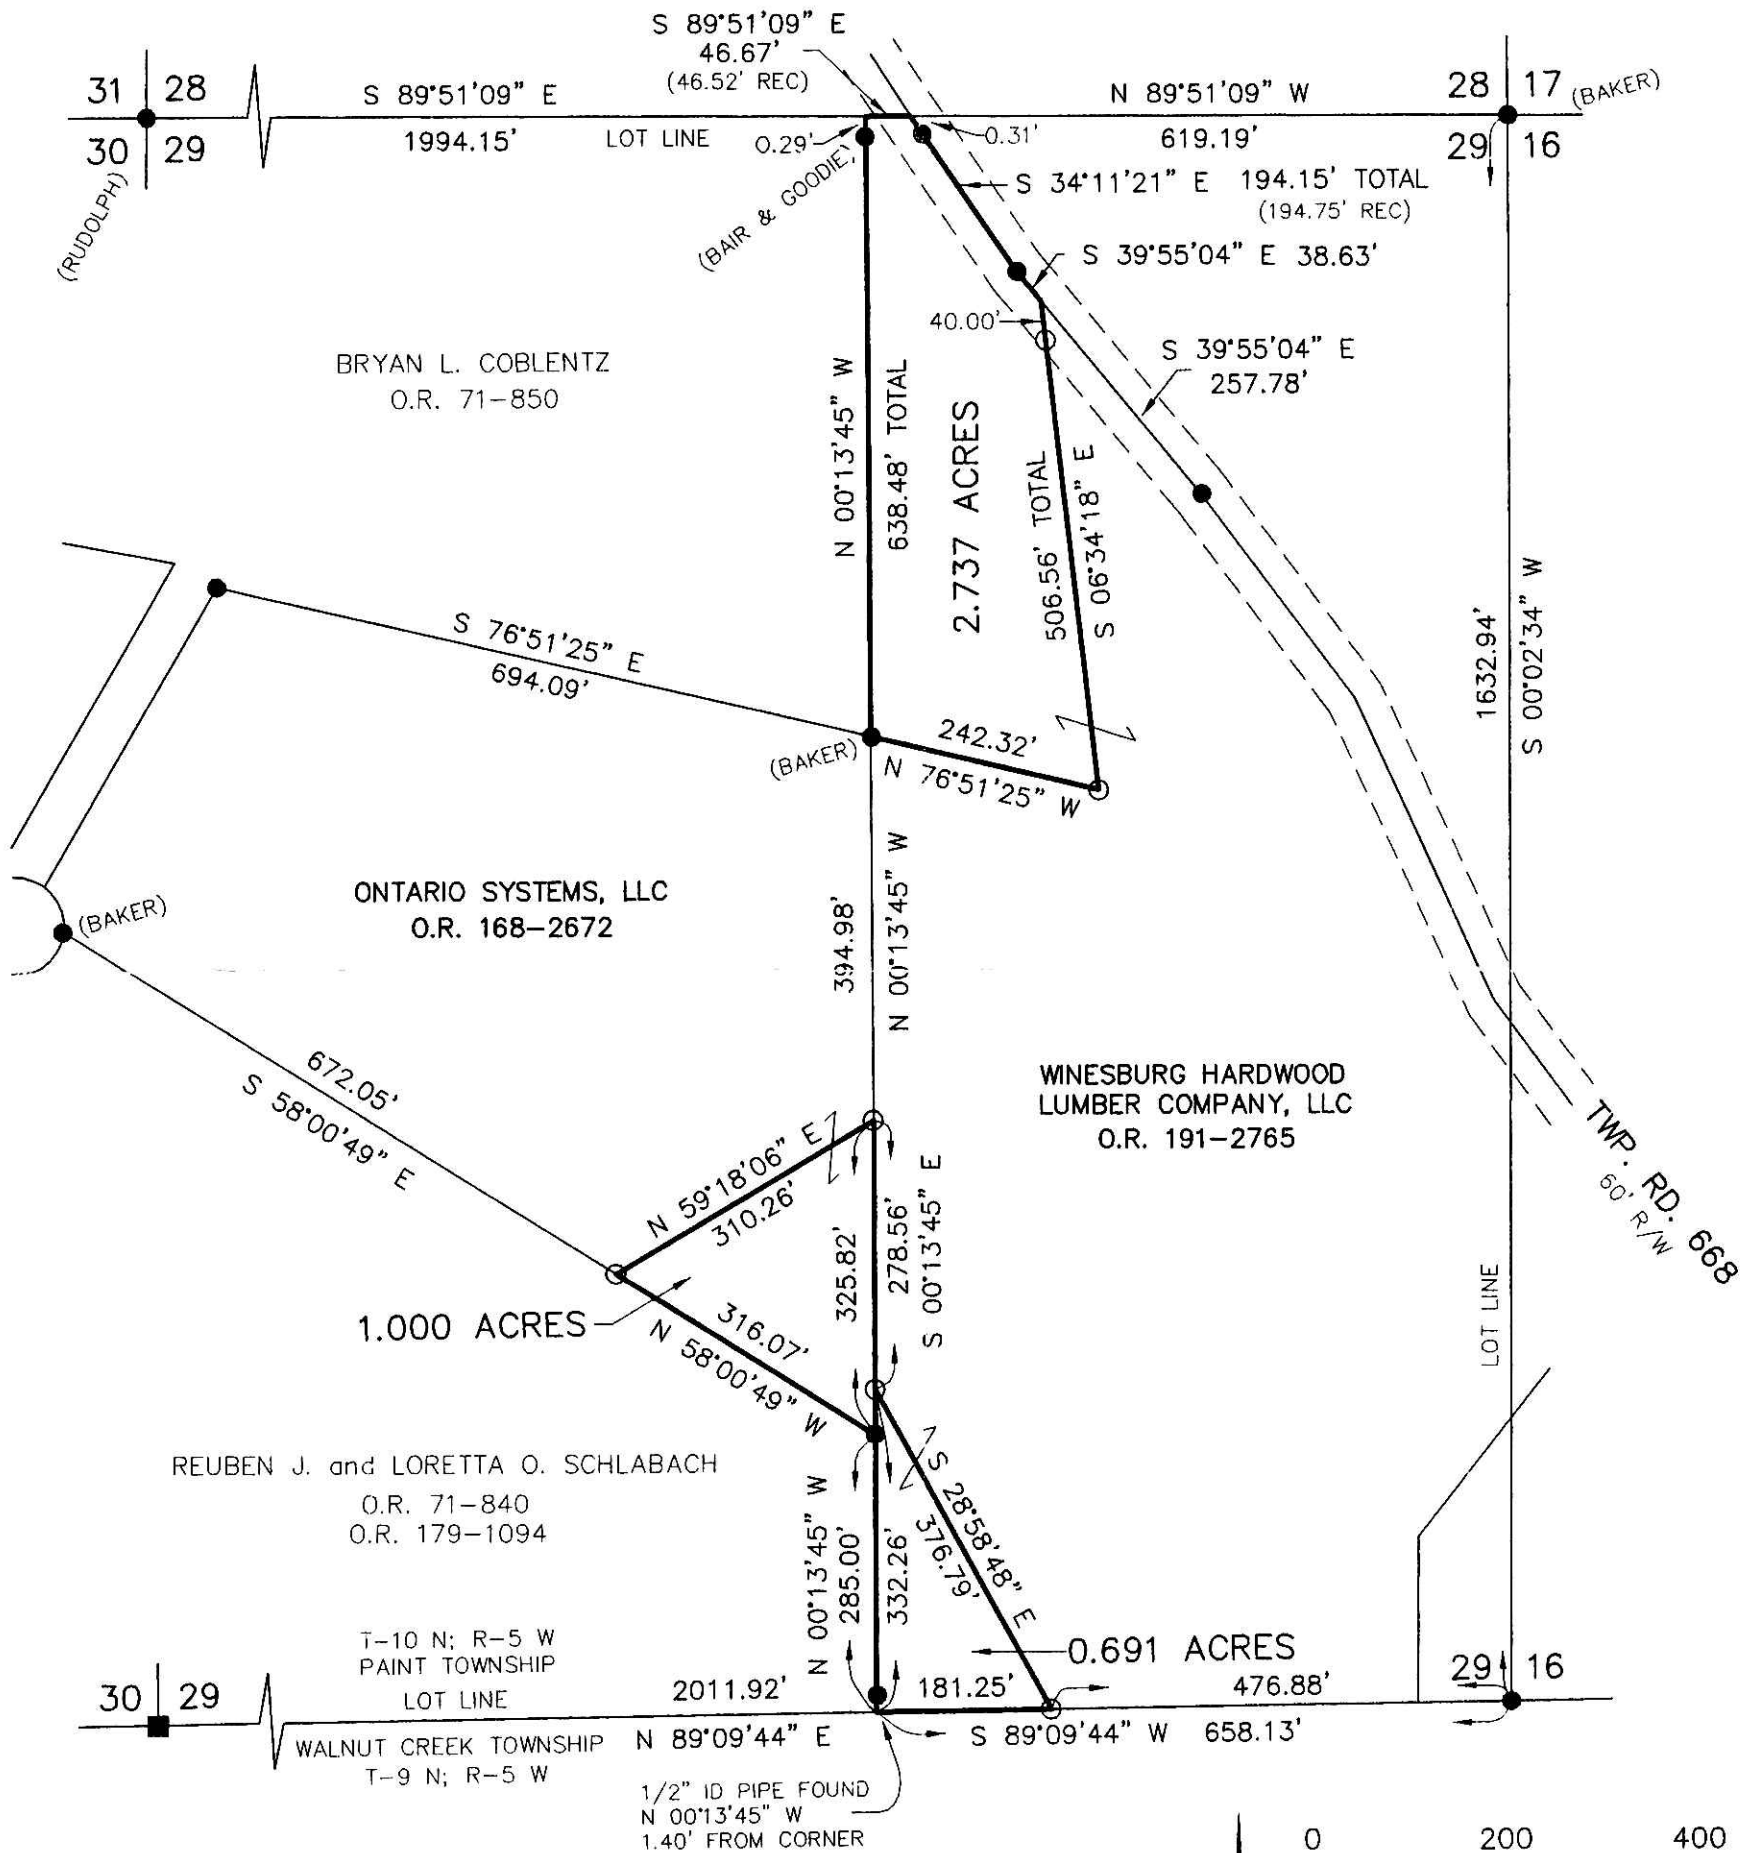 S 89°51'09" E
46.67'
(46.52' REC)
31 28
30 29
(RUDOLPH)
S 89°51'09" E
1994.15'
LOT LINE
0.29'
0.31'
N 89°51'09" W
619.19'
28 17
29 16
(BAKER)
(BAIR & GOODIE)
S 34°11'21" E 194.15' TOTAL
(194.75' REC)
S 39°55'04" E 38.63'
40.00'
S 39°55'04" E
257.78'
BRYAN L. COBLENTZ
O.R. 71-850
N 00°13'45" W
638.48' TOTAL
2.737 ACRES
506.56' TOTAL
S 06°34'18" E
1632.94'
S 00°02'34" W
S 76°51'25" E
694.09'
(BAKER)
242.32'
N 76°51'25" W
(BAKER)
ONTARIO SYSTEMS, LLC
O.R. 168-2672
394.98'
N 00°13'45" W
672.05'
S 58°00'49" E
WINESBURG HARDWOOD
LUMBER COMPANY, LLC
O.R. 191-2765
TWP. RD. 668
60' R/W
N 59°18'06" E
310.26'
325.82'
278.56'
S 00°13'45" E
LOT LINE
1.000 ACRES
316.07'
N 58°00'49" W
REUBEN J. and LORETTA O. SCHLABACH
O.R. 71-840
O.R. 179-1094
N 00°13'45" W
285.00'
332.26'
S 28°58'48" E
376.79'
T-10 N; R-5 W
PAINT TOWNSHIP
LOT LINE
30 29
2011.92'
181.25'
0.691 ACRES
476.88'
29 16
WALNUT CREEK TOWNSHIP
T-9 N; R-5 W
N 89°09'44" E
S 89°09'44" W 658.13'
1/2" ID PIPE FOUND
N 00°13'45" W
1.40' FROM CORNER
0 200 400